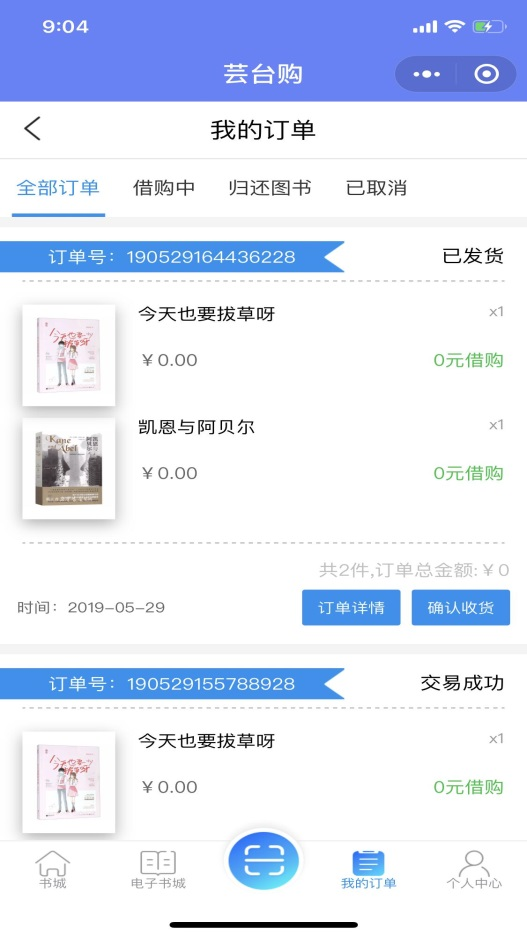 9:04
芸台购
我的订单
全部订单 借购中 归还图书 已取消
订单号：190529164436228 已发货
今天也要拔草呀 x1
￥0.00 0元借购
凯恩与阿贝尔 x1
Kane
Abel
￥0.00 0元借购
共2件,订单总金额:￥0
时间：2019-05-29 订单详情 确认收货
订单号：190529155788928 交易成功
今天也要拔草呀 x1
￥0.00 0元借购
书城 电子书城 我的订单 个人中心